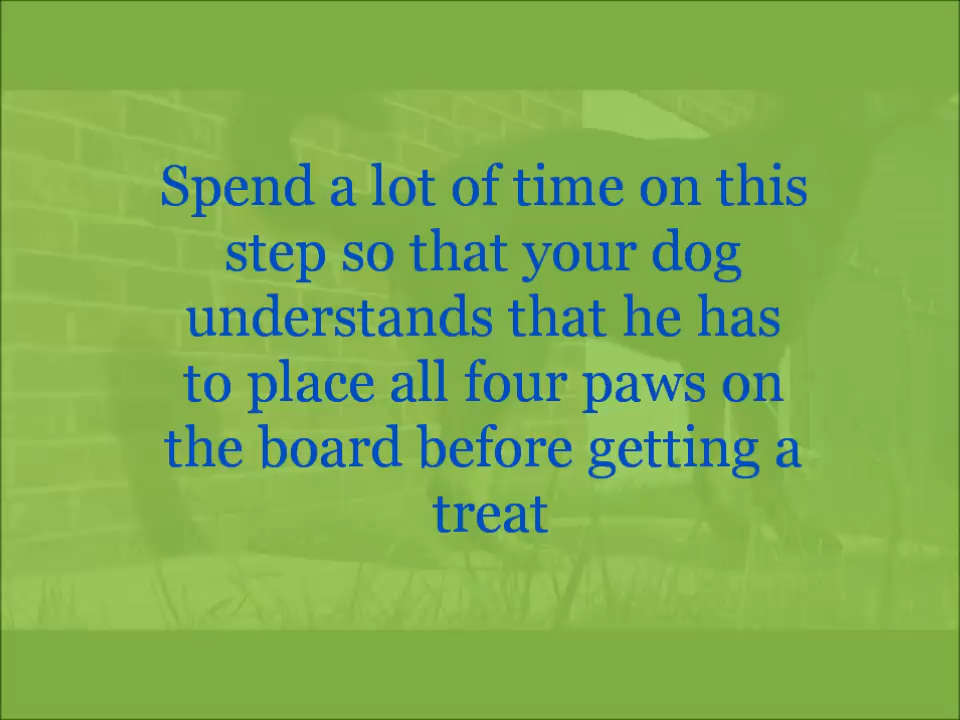 Spend a lot of time on this
step so that your dog
understands that he has
to place all four paws on
the board before getting a
treat